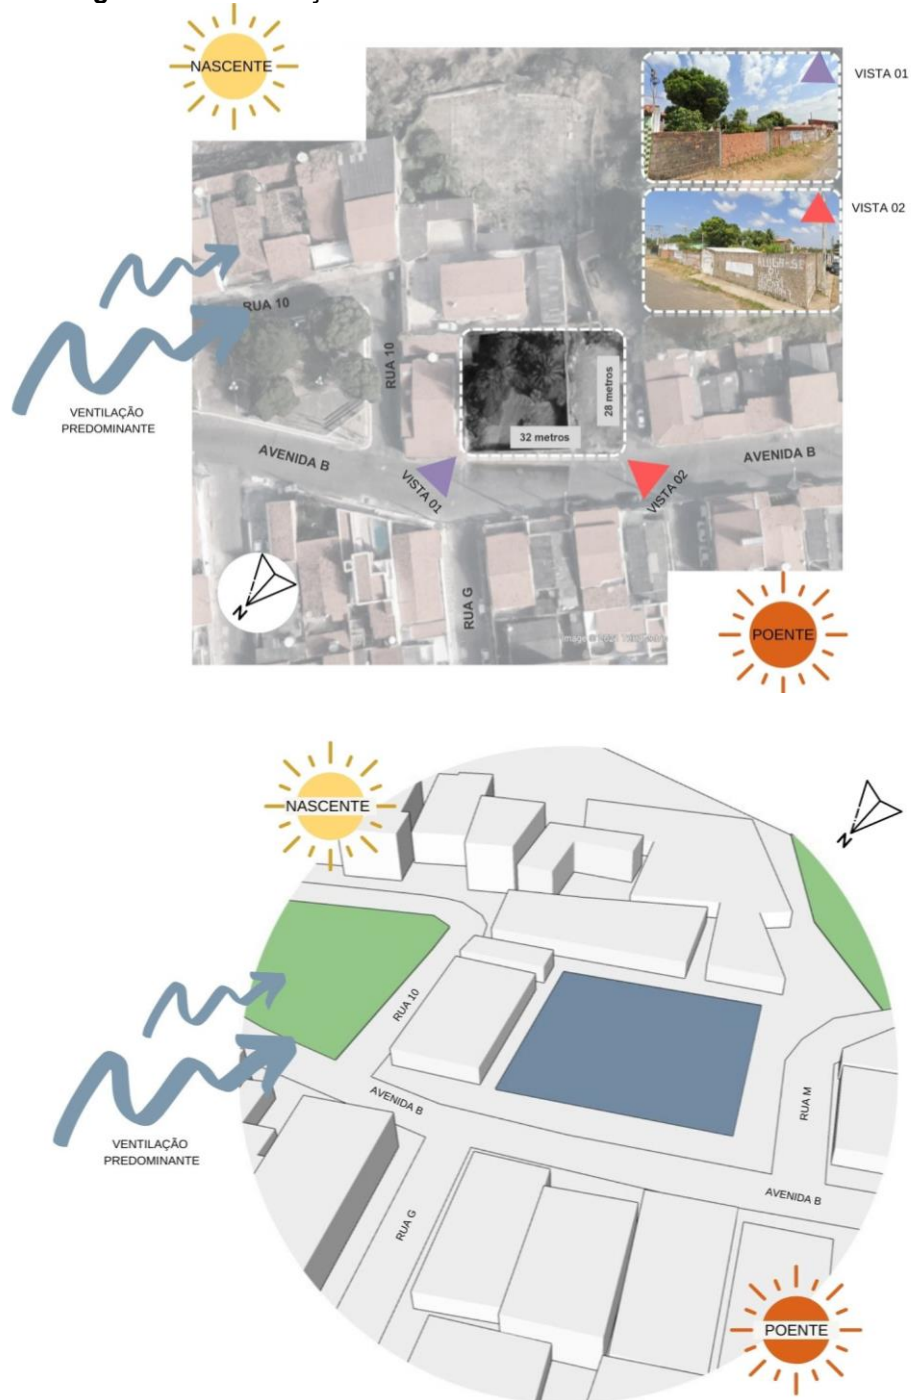 NASCENTE
VISTA 01
VISTA 02
RUA 10
RUA 10
28 metros
32 metros
VENTILAÇÃO
PREDOMINANTE
AVENIDA B
AVENIDA B
VISTA 01
VISTA 02
N
RUA G
POENTE
NASCENTE
N
RUA 10
AVENIDA B
RUA M
VENTILAÇÃO
PREDOMINANTE
AVENIDA B
RUA G
POENTE